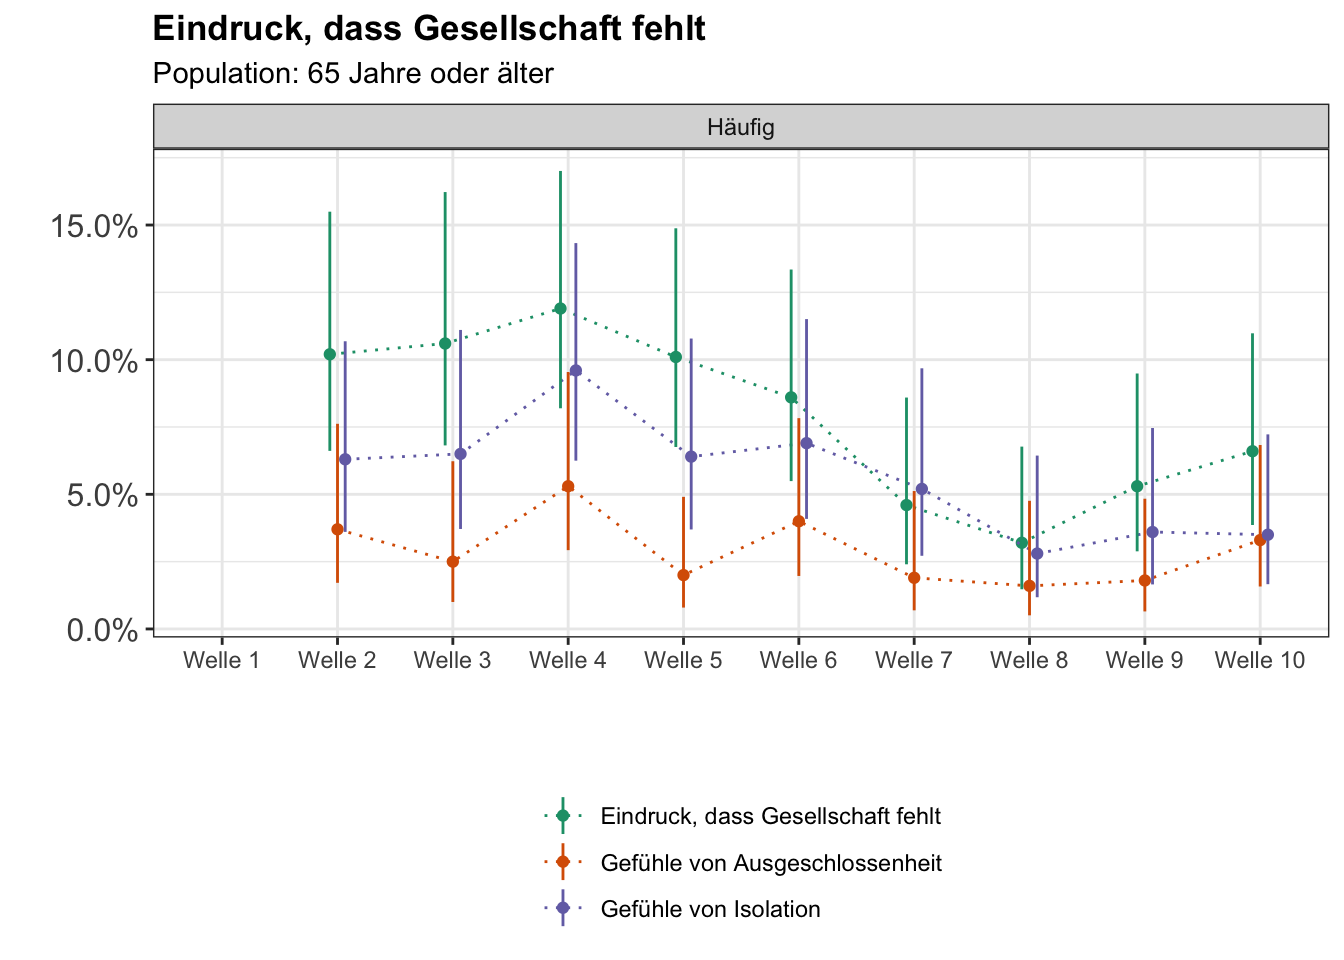 Eindruck, dass Gesellschaft fehlt
Population: 65 Jahre oder älter
Häufig
15.0%
10.0%
5.0%
0.0%
Welle 1 Welle 2 Welle 3 Welle 4 Welle 5 Welle 6 Welle 7 Welle 8 Welle 9 Welle 10
Eindruck, dass Gesellschaft fehlt
Gefühle von Ausgeschlossenheit
Gefühle von Isolation